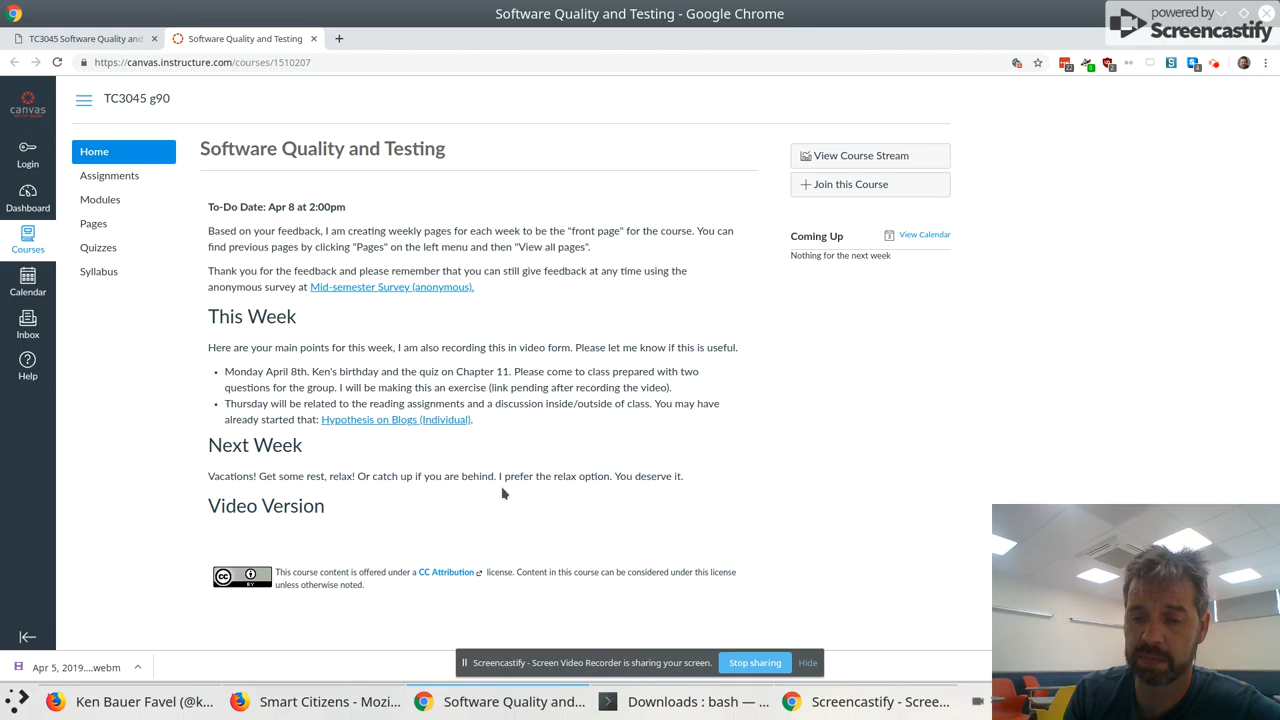 Software Quality and Testing - Google Chrome
powered by
Screencastify
TC3045 Software Quality and
Software Quality and Testing
https://canvas.instructure.com/courses/1510207
22
0
2
canvas
TC3045 g90
Login
Dashboard
Courses
Calendar
Inbox
Help
Home
Assignments
Modules
Pages
Quizzes
Syllabus
Software Quality and Testing
To-Do Date: Apr 8 at 2:00pm
Based on your feedback, I am creating weekly pages for each week to be the "front page" for the course. You can
find previous pages by clicking "Pages" on the left menu and then "View all pages".
Thank you for the feedback and please remember that you can still give feedback at any time using the
anonymous survey at Mid-semester Survey (anonymous).
This Week
Here are your main points for this week, I am also recording this in video form. Please let me know if this is useful.
Monday April 8th. Ken's birthday and the quiz on Chapter 11. Please come to class prepared with two
questions for the group. I will be making this an exercise (link pending after recording the video).
Thursday will be related to the reading assignments and a discussion inside/outside of class. You may have
already started that: Hypothesis on Blogs (Individual).
Next Week
Vacations! Get some rest, relax! Or catch up if you are behind. I prefer the relax option. You deserve it.
Video Version
This course content is offered under a CC Attribution license. Content in this course can be considered under this license
unless otherwise noted.
View Course Stream
Join this Course
Coming Up
View Calendar
Nothing for the next week
Apr 5, 2019....webm
Screencastify - Screen Video Recorder is sharing your screen.
Stop sharing
Hide
Ken Bauer Favel (@k...
Smart Citizens - Mozi...
Software Quality and...
Downloads : bash — ...
Screencastify - Scree...